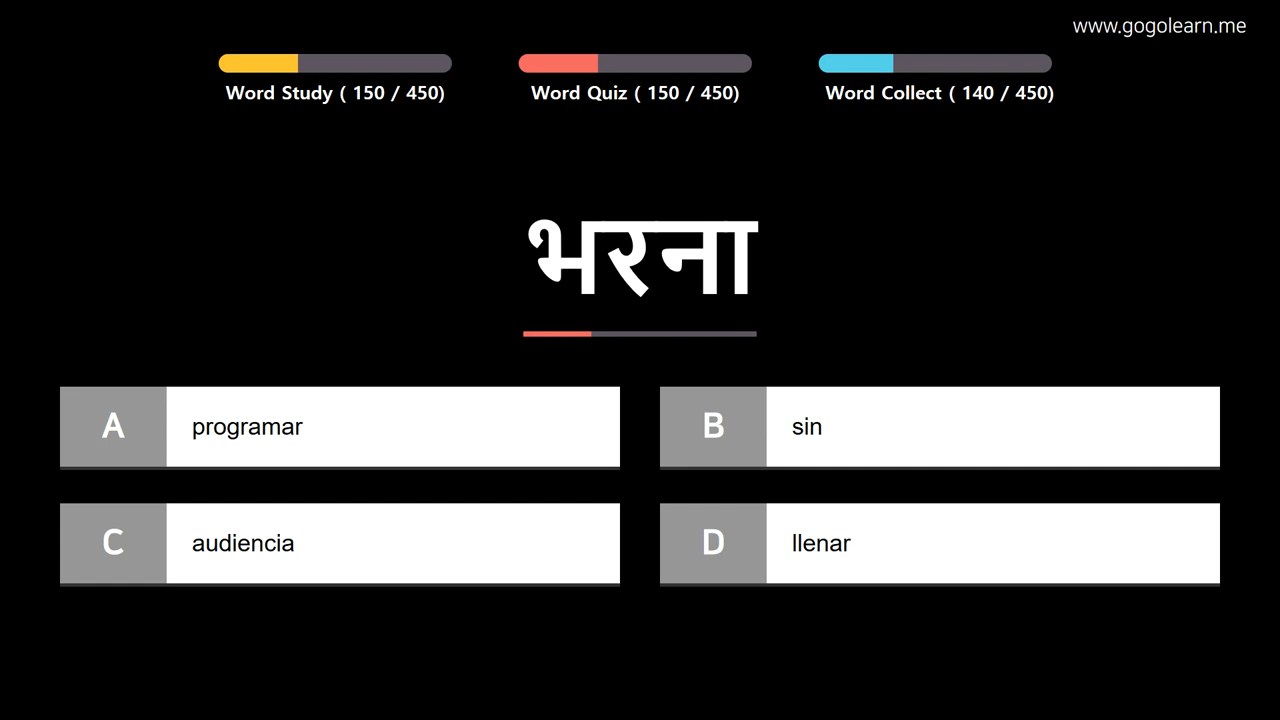 www.gogolearn.me
Word Study ( 150 / 450)
Word Quiz ( 150 / 450)
Word Collect ( 140 / 450)
भरना
A programar
B sin
C audiencia
D llenar